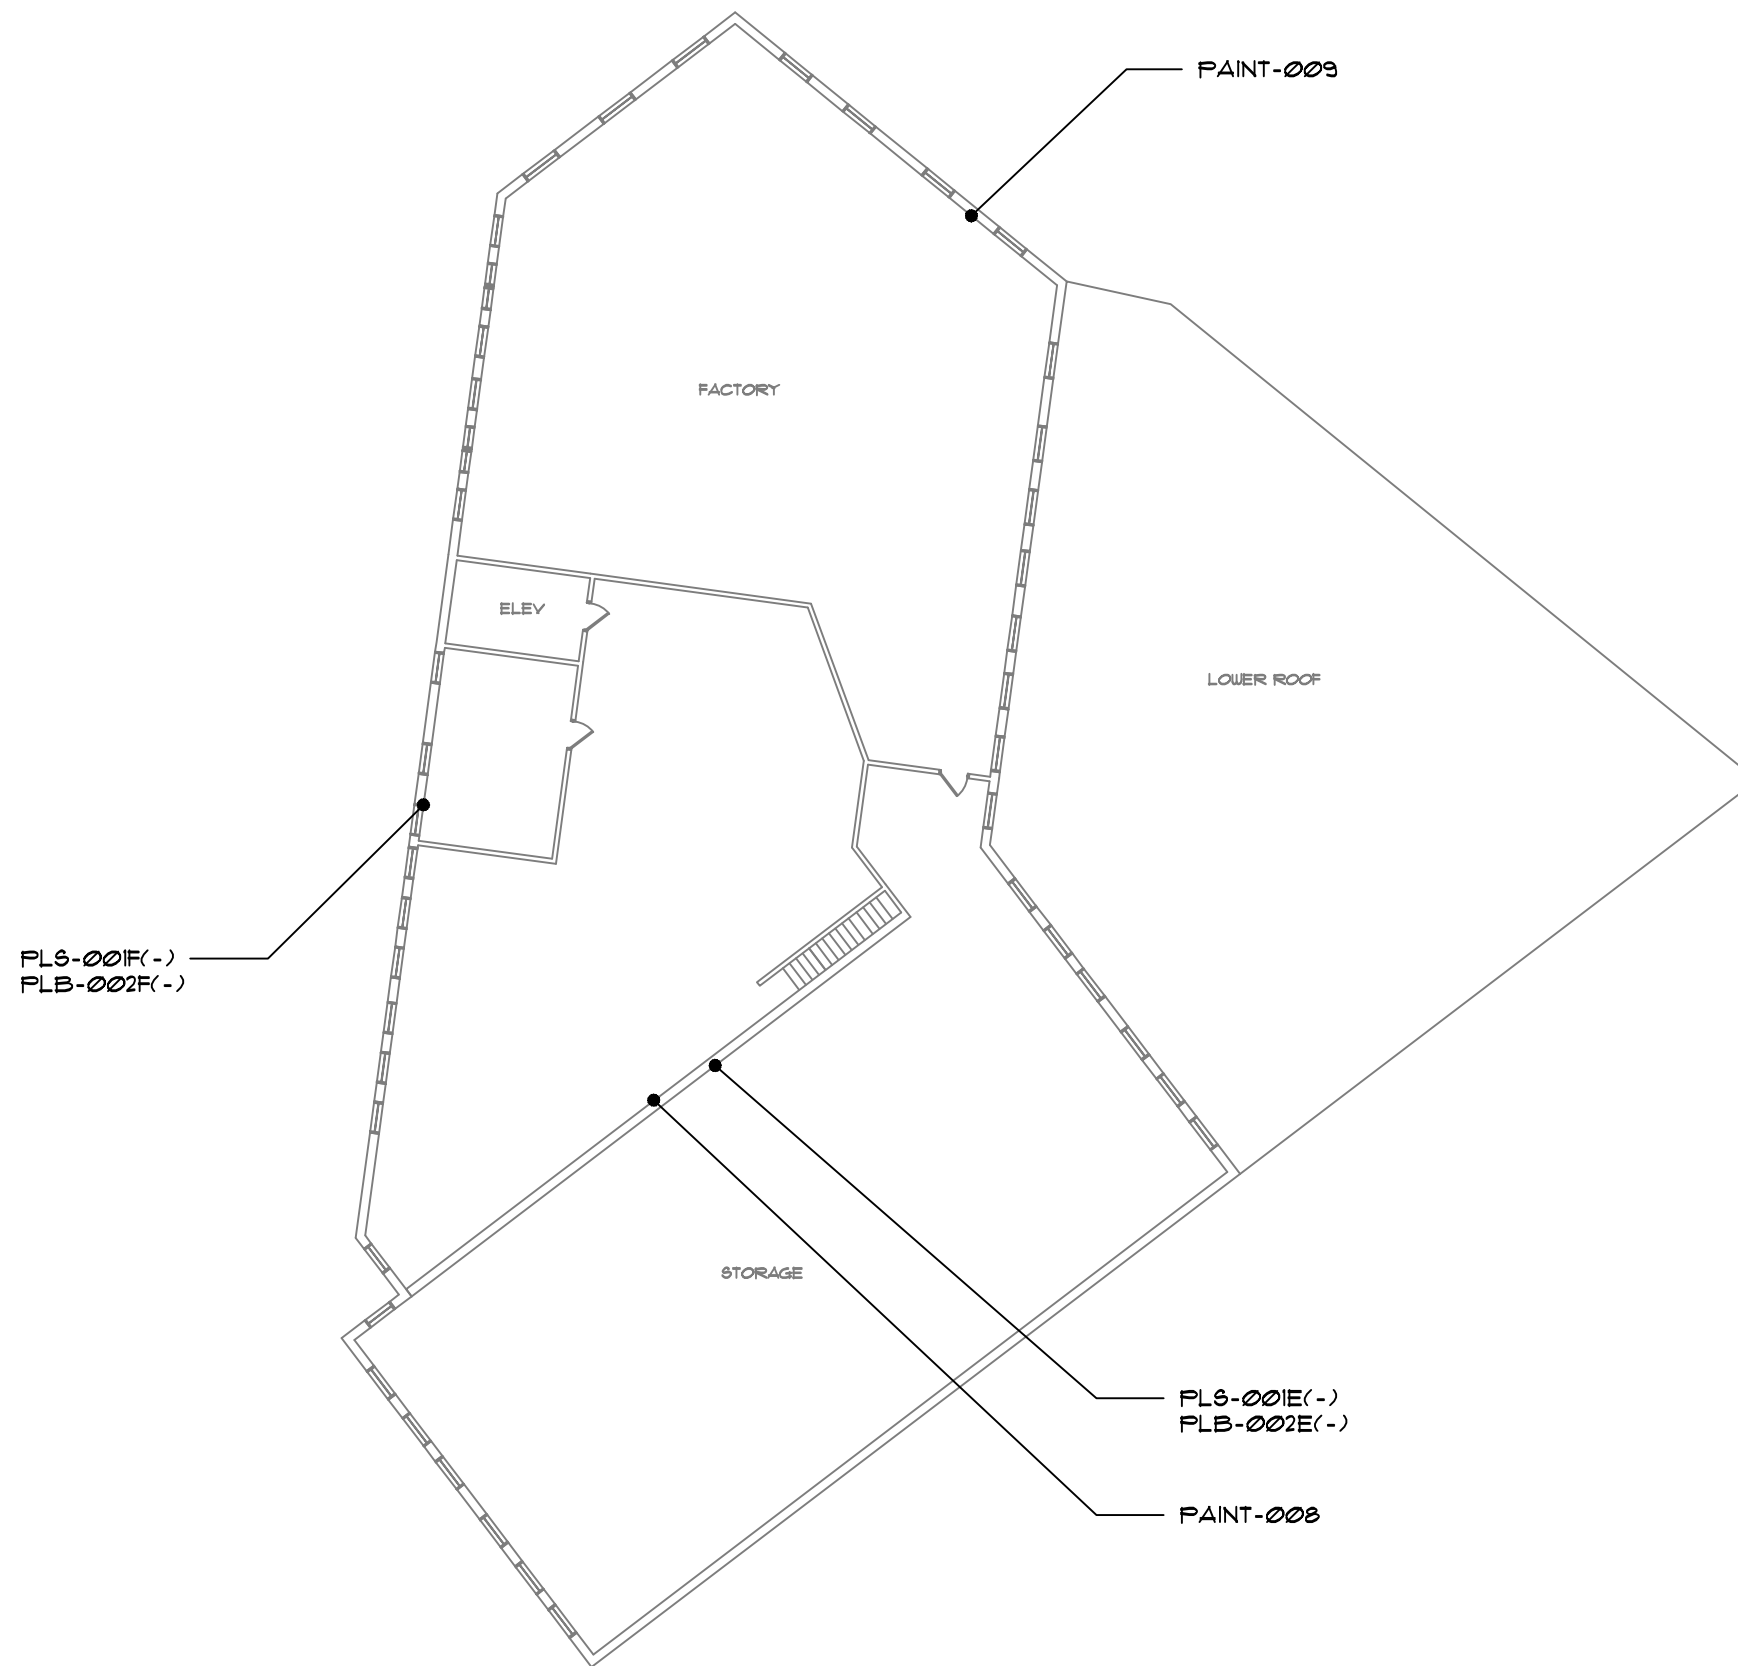 PAINT-009
FACTORY
ELEV
LOWER ROOF
PLS-001F(-)
PLB-002F(-)
STORAGE
PLS-001E(-)
PLB-002E(-)
PAINT-008